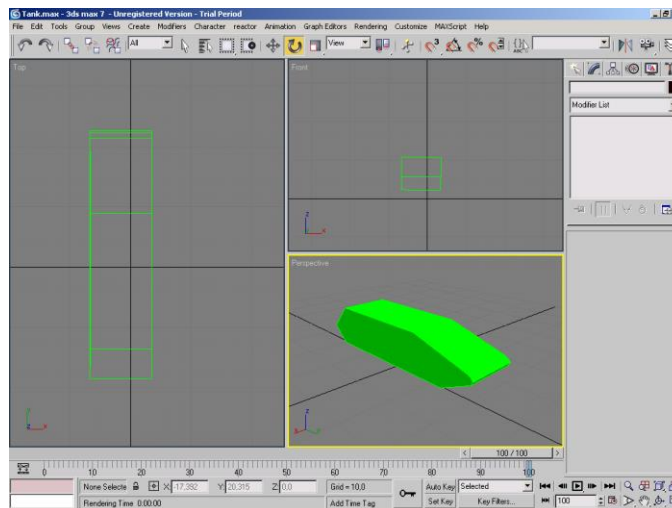 Tank.max - 3ds max 7 - Unregistered Version - Trial Period
File Edit Tools Group Views Create Modifiers Character reactor Animation Graph Editors Rendering Customize MAXScript Help
All View
Top
Front
Modifier List
Perspective
100 / 100
0 10 20 30 40 50 60 70 80 90 100
None Selecte X: -17,392 Y: 20,315 Z: 0,0 Grid = 10,0 Auto Key Selected
Rendering Time 0:00:00 Add Time Tag Set Key Key Filters... 100